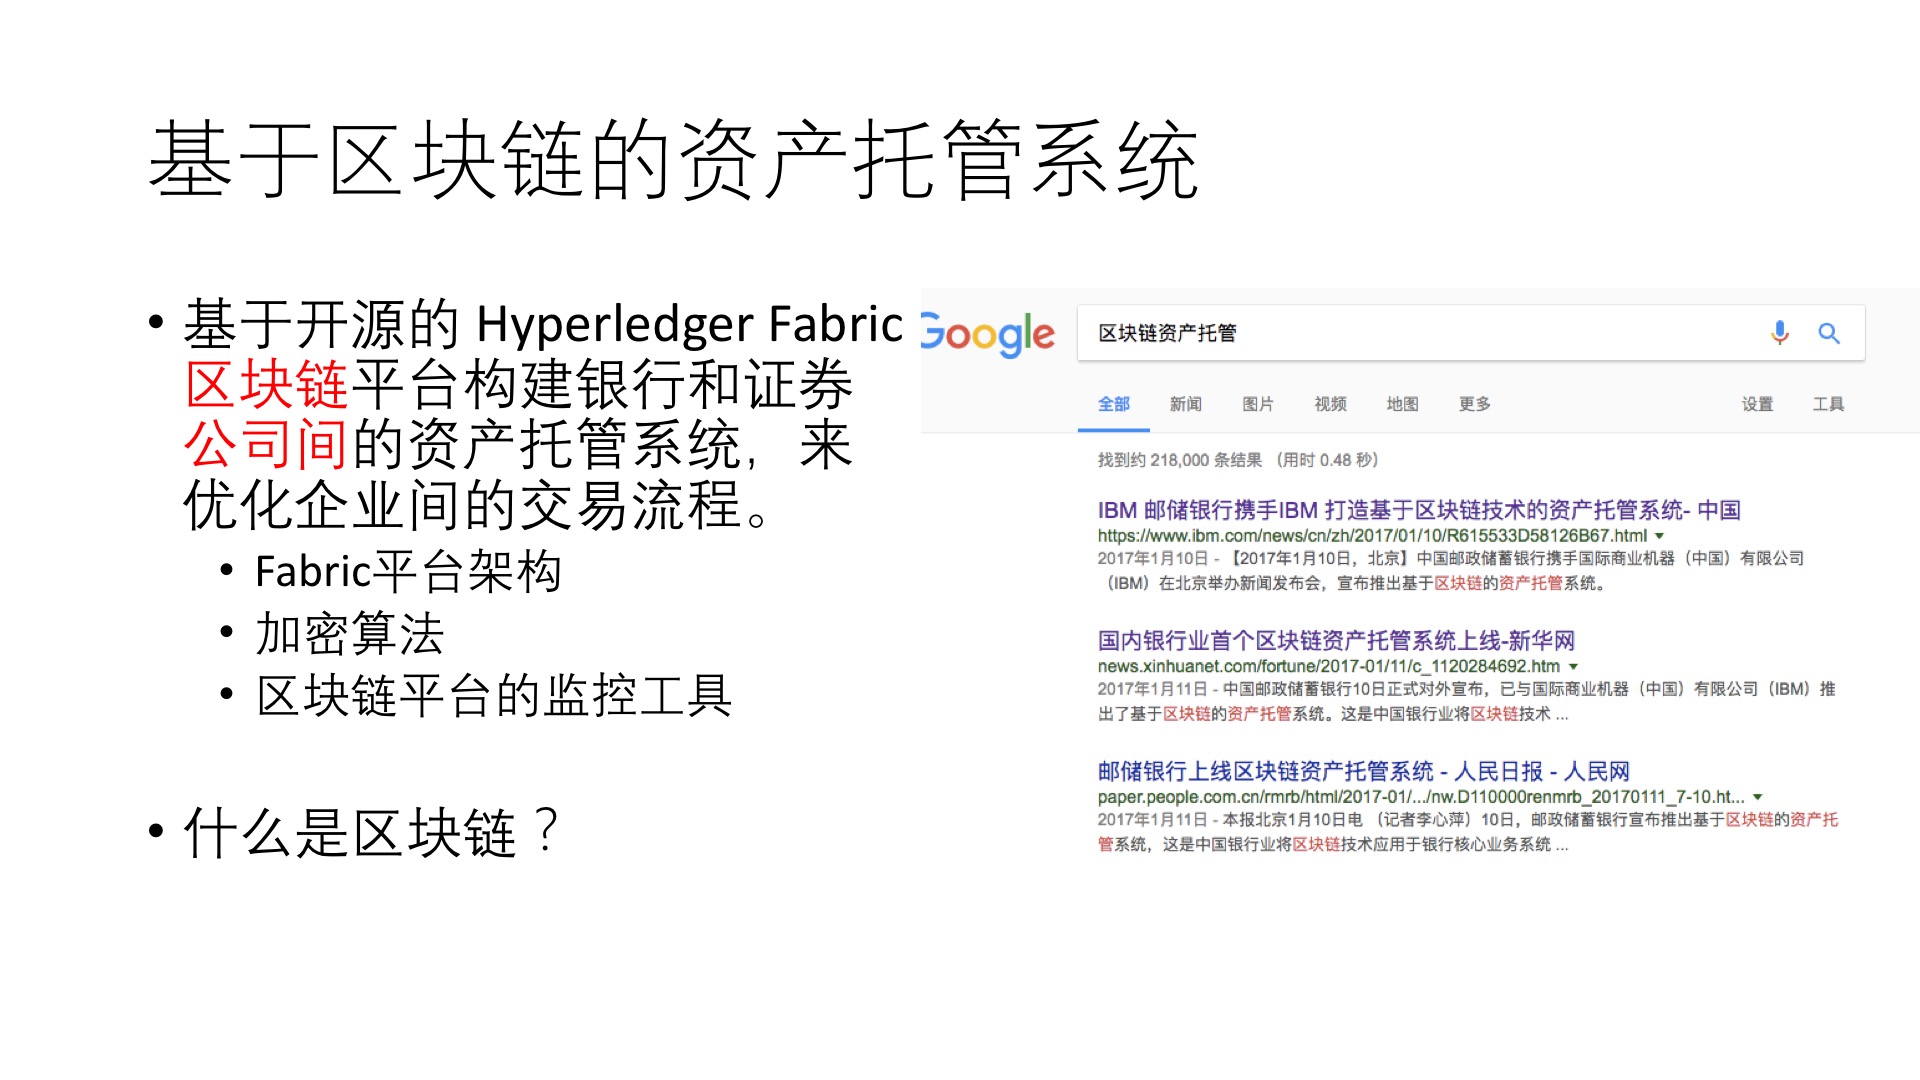 基于区块链的资产托管系统
• 基于开源的 Hyperledger Fabric
区块链平台构建银行和证券
公司间的资产托管系统，来
优化企业间的交易流程。
• Fabric平台架构
• 加密算法
• 区块链平台的监控工具
• 什么是区块链？
Google
区块链资产托管
全部 新闻 图片 视频 地图 更多 设置 工具
找到约 218,000 条结果 （用时 0.48 秒）
IBM 邮储银行携手IBM 打造基于区块链技术的资产托管系统- 中国
https://www.ibm.com/news/cn/zh/2017/01/10/R615533D58126B67.html
2017年1月10日 - 【2017年1月10日，北京】中国邮政储蓄银行携手国际商业机器（中国）有限公司
（IBM）在北京举办新闻发布会，宣布推出基于区块链的资产托管系统。
国内银行业首个区块链资产托管系统上线-新华网
news.xinhuanet.com/fortune/2017-01/11/c_1120284692.htm
2017年1月11日 - 中国邮政储蓄银行10日正式对外宣布，已与国际商业机器（中国）有限公司（IBM）推
出了基于区块链的资产托管系统。这是中国银行业将区块链技术 ...
邮储银行上线区块链资产托管系统 - 人民日报 - 人民网
paper.people.com.cn/rmrb/html/2017-01/.../nw.D110000renmrb_20170111_7-10.ht...
2017年1月11日 - 本报北京1月10日电 （记者李心萍）10日，邮政储蓄银行宣布推出基于区块链的资产托
管系统，这是中国银行业将区块链技术应用于银行核心业务系统 ...